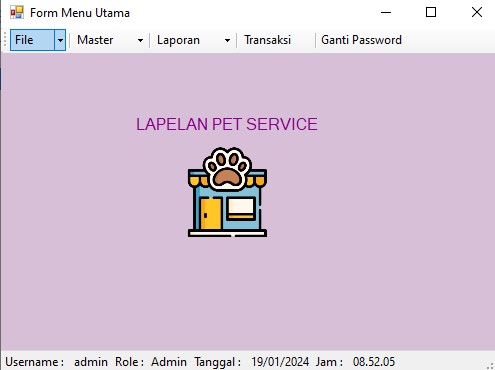 Form Menu Utama
File Master Laporan Transaksi Ganti Password
LAPELAN PET SERVICE
Username : admin Role : Admin Tanggal : 19/01/2024 Jam : 08.52.05